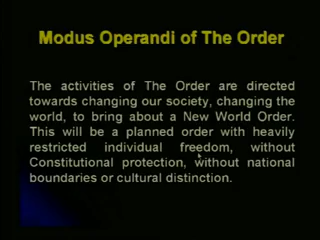 Modus Operandi of The Order
The activities of The Order are directed
towards changing our society, changing the
world, to bring about a New World Order.
This will be a planned order with heavily
restricted individual freedom, without
Constitutional protection, without national
boundaries or cultural distinction.